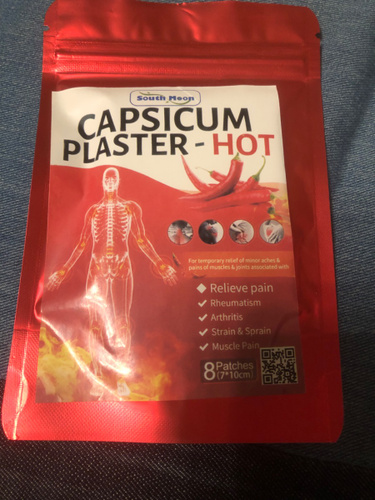 South Moon
CAPSICUM
PLASTER - HOT
For temporary relief of minor aches &
pains of muscles & joints associated with
Relieve pain
Rheumatism
Arthritis
Strain & Sprain
Muscle Pain
8 Patches
(7*10cm)